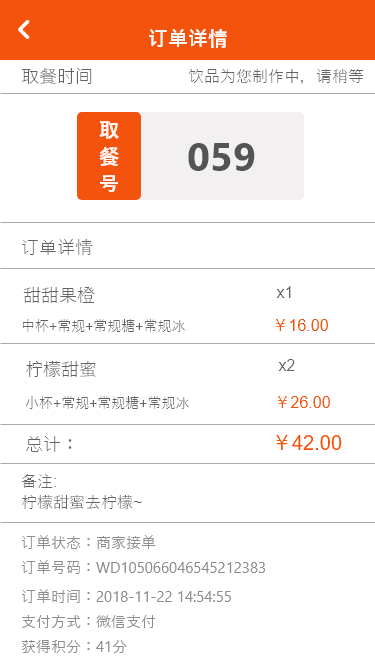 订单详情
取餐时间 饮品为您制作中，请稍等
取餐号 059
订单详情
甜甜果橙 x1
中杯+常规+常规糖+常规冰 ￥16.00
柠檬甜蜜 x2
小杯+常规+常规糖+常规冰 ￥26.00
总计： ￥42.00
备注:
柠檬甜蜜去柠檬~
订单状态：商家接单
订单号码：WD105066046545212383
订单时间：2018-11-22 14:54:55
支付方式：微信支付
获得积分：41分